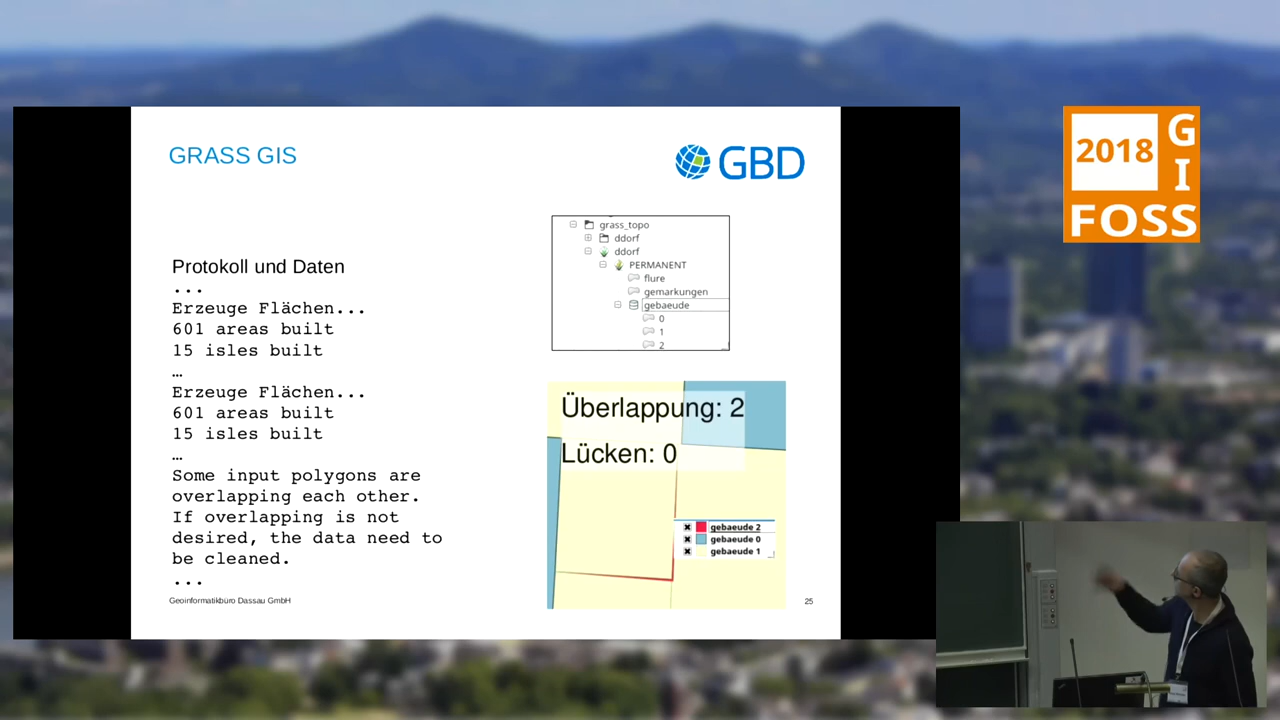 GRASS GIS
GBD
Protokoll und Daten
...
Erzeuge Flächen...
601 areas built
15 isles built
…
Erzeuge Flächen...
601 areas built
15 isles built
…
Some input polygons are
overlapping each other.
If overlapping is not
desired, the data need to
be cleaned.
...
grass_topo
ddorf
ddorf
PERMANENT
flure
gemarkungen
gebaeude
0
1
2
Überlappung: 2
Lücken: 0
gebaeude 2
gebaeude 0
gebaeude 1
Geoinformatikbüro Dassau GmbH
25
2018
GI
FOSS